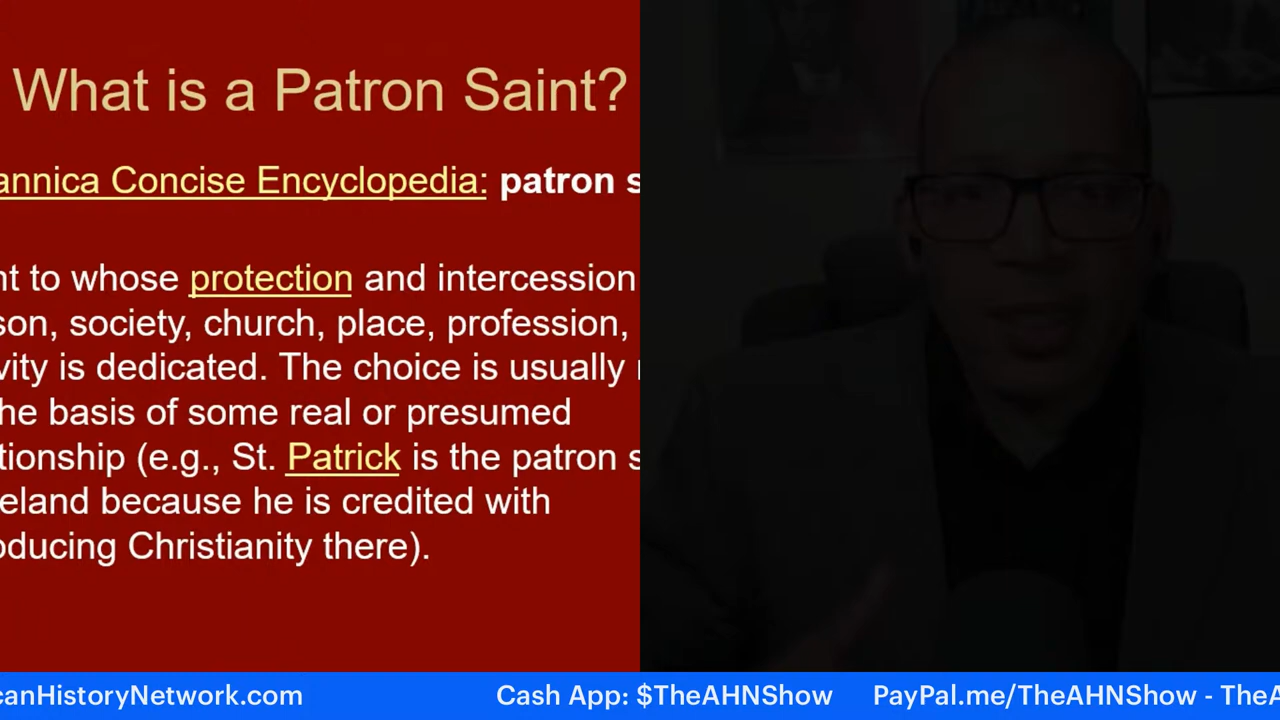 What is a Patron Saint?
annica Concise Encyclopedia: patron s
nt to whose protection and intercession
son, society, church, place, profession,
vity is dedicated. The choice is usually
he basis of some real or presumed
tionship (e.g., St. Patrick is the patron s
eland because he is credited with
oducing Christianity there).
canHistoryNetwork.com Cash App: $TheAHNShow PayPal.me/TheAHNShow - TheA